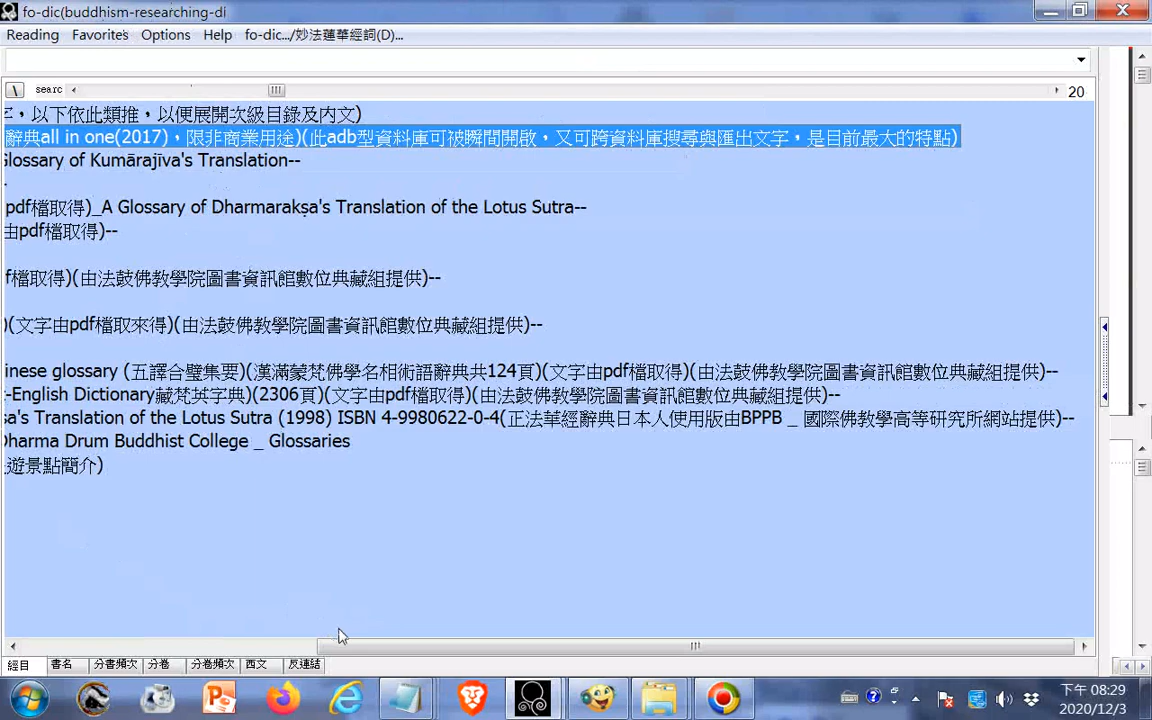 fo-dic(buddhism-researching-di
Reading Favorites Options Help fo-dic.../妙法蓮華經詞(D)...
\ searc 20
字，以下依此類推，以便展開次級目錄及内文)
辭典all in one(2017)，限非商業用途)(此adb型資料庫可被瞬間開啟，又可跨資料庫搜尋與匯出文字，是目前最大的特點)
Glossary of Kumārajīva's Translation--
-
pdf檔取得)_A Glossary of Dharmarakṣa's Translation of the Lotus Sutra--
由pdf檔取得)--
f檔取得)(由法鼓佛教學院圖書資訊館數位典藏組提供)--
)(文字由pdf檔取來得)(由法鼓佛教學院圖書資訊館數位典藏組提供)--
inese glossary (五譯合璧集要)(漢滿蒙梵佛學名相術語辭典共124頁)(文字由pdf檔取得)(由法鼓佛教學院圖書資訊館數位典藏組提供)--
-English Dictionary藏梵英字典)(2306頁)(文字由pdf檔取得)(由法鼓佛教學院圖書資訊館數位典藏組提供)--
ṣa's Translation of the Lotus Sutra (1998) ISBN 4-9980622-0-4(正法華經辭典日本人使用版由BPPB _ 國際佛教學高等研究所網站提供)--
Dharma Drum Buddhist College _ Glossaries
遊景點簡介)
經目 書名 分書頻次 分卷 分卷頻次 西文 反連結
下午 08:29
2020/12/3